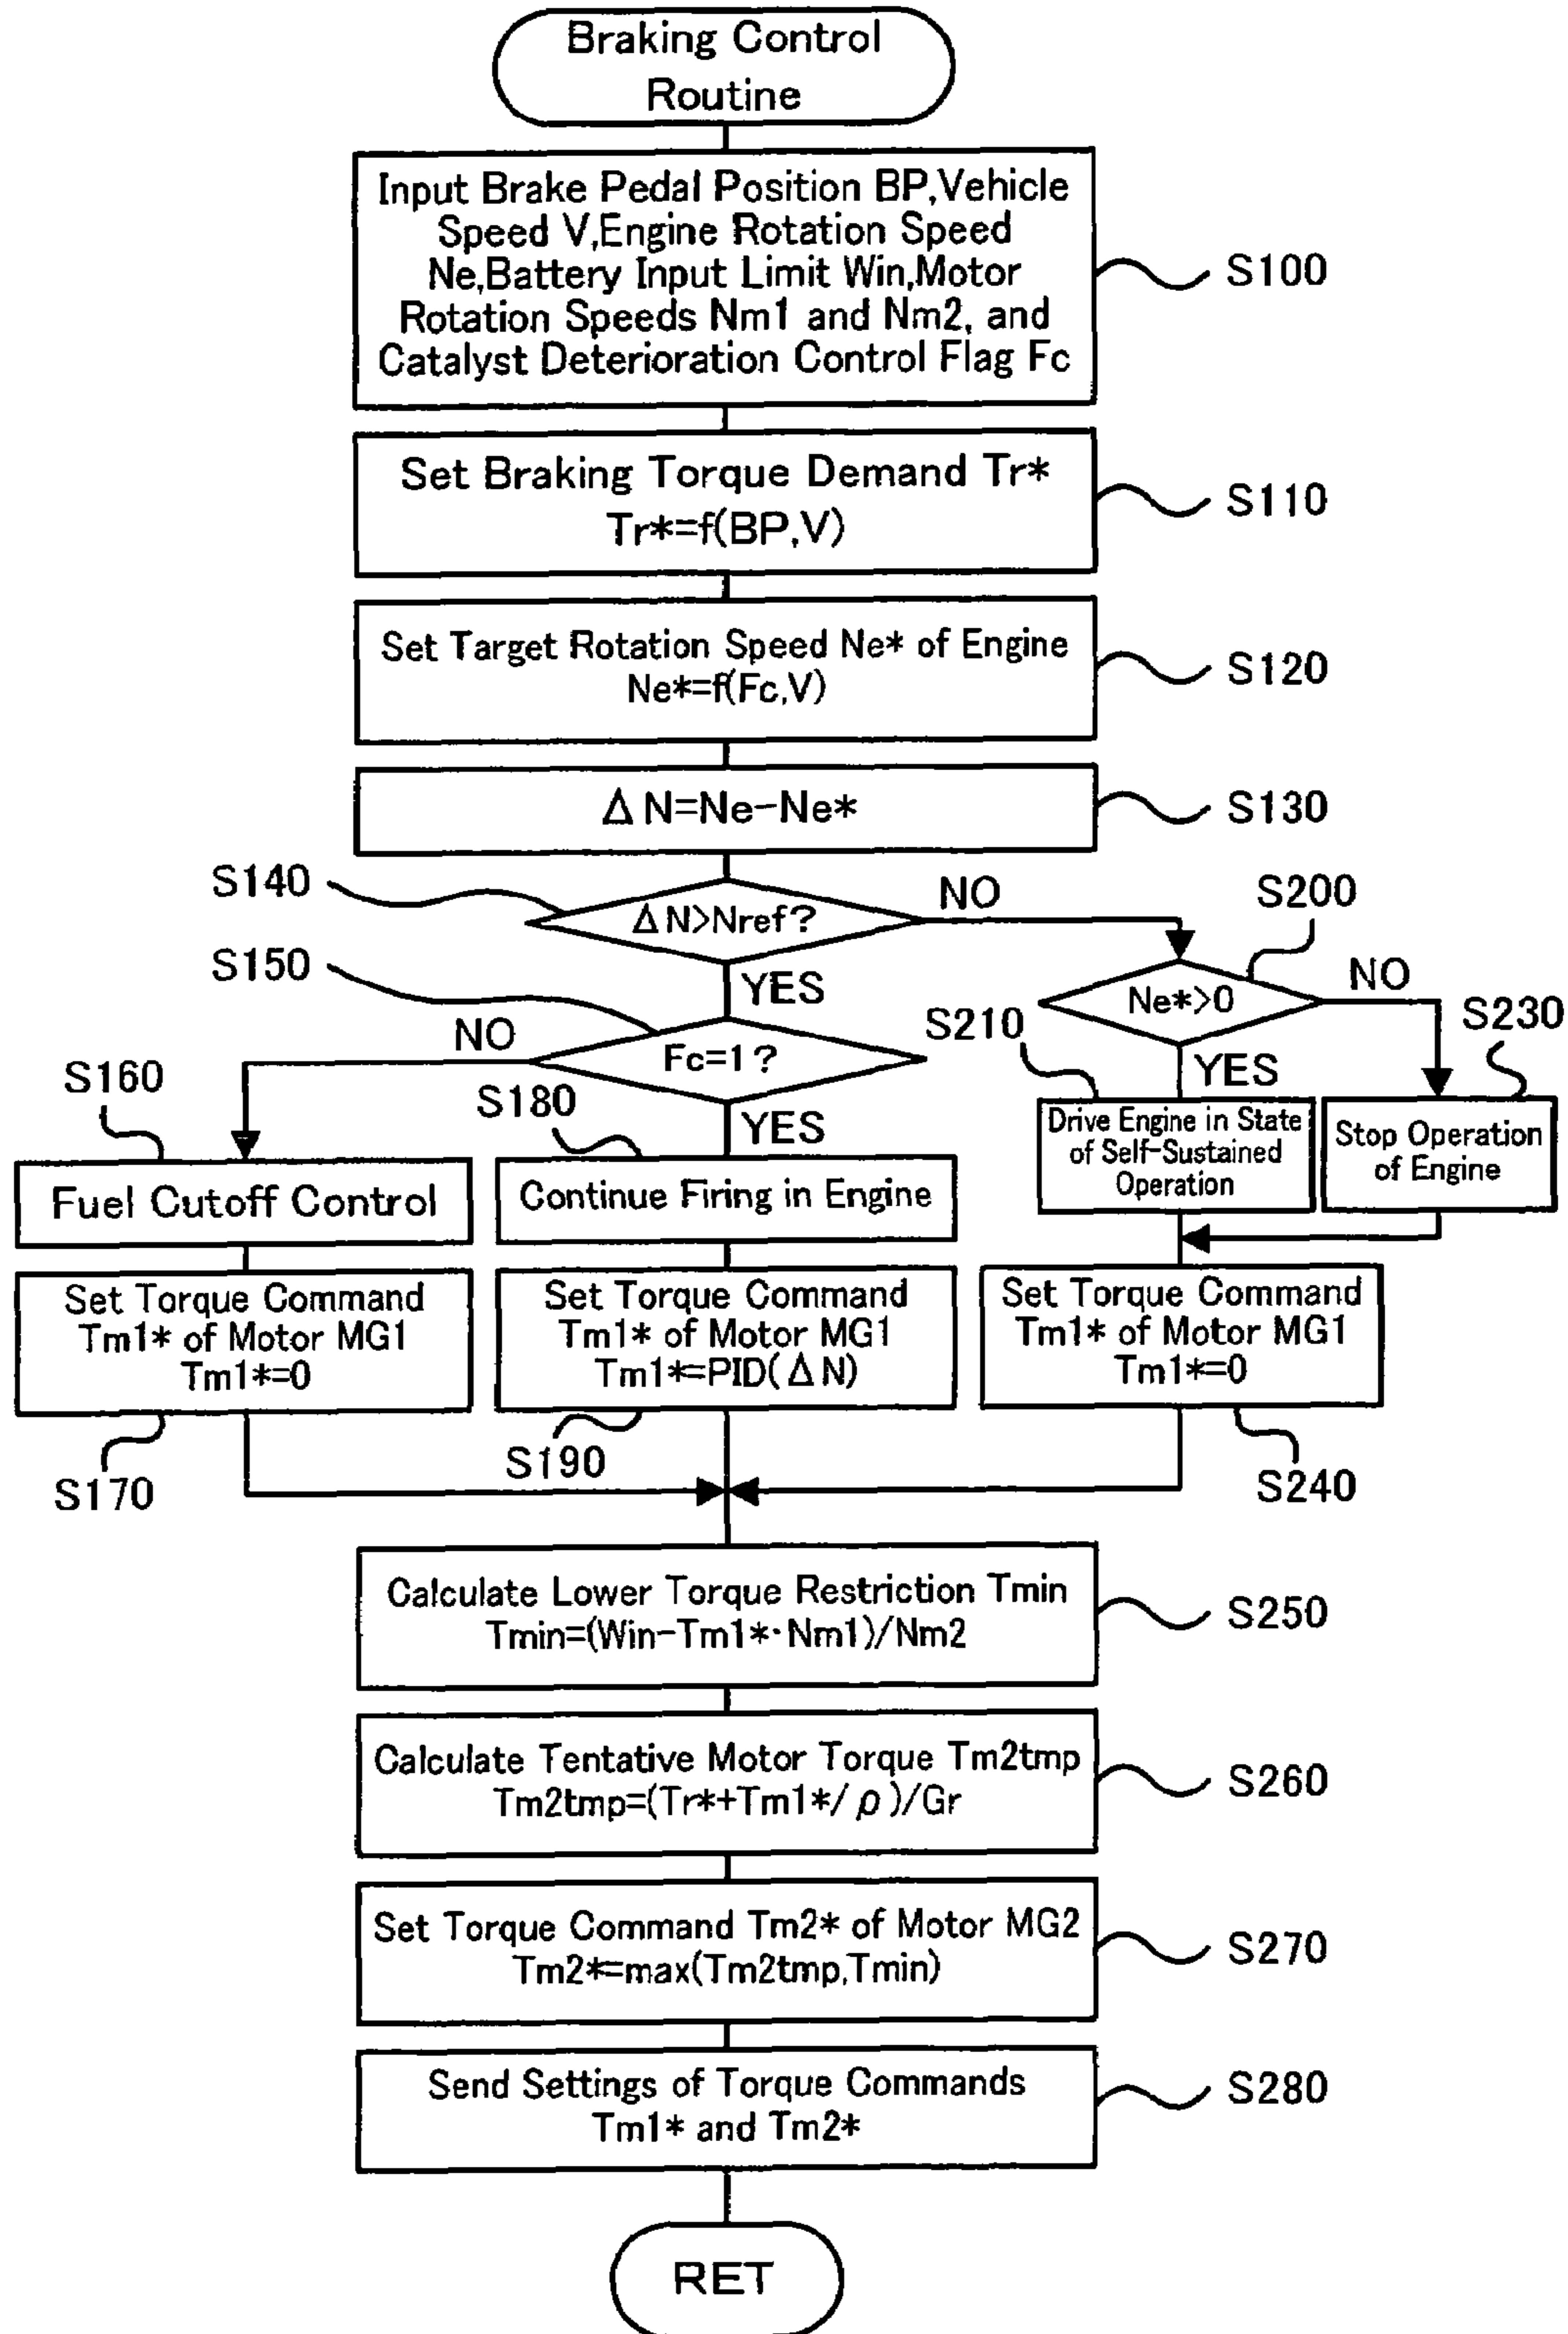 Braking Control
Routine
Input Brake Pedal Position BP,Vehicle
Speed V,Engine Rotation Speed
Ne,Battery Input Limit Win,Motor
Rotation Speeds Nm1 and Nm2, and
Catalyst Deterioration Control Flag Fc
S100
Set Braking Torque Demand Tr*
Tr*=f(BP,V)
S110
Set Target Rotation Speed Ne* of Engine
Ne*=f(Fc,V)
S120
ΔN=Ne-Ne*
S130
S140
ΔN>Nref?
NO
YES
S200
Ne*>0
NO
YES
S150
Fc=1?
NO
YES
S160
Fuel Cutoff Control
S180
Continue Firing in Engine
S210
Drive Engine in State
of Self-Sustained
Operation
S230
Stop Operation
of Engine
Set Torque Command
Tm1* of Motor MG1
Tm1*=0
S170
Set Torque Command
Tm1* of Motor MG1
Tm1*=PID(ΔN)
S190
Set Torque Command
Tm1* of Motor MG1
Tm1*=0
S240
Calculate Lower Torque Restriction Tmin
Tmin=(Win-Tm1*·Nm1)/Nm2
S250
Calculate Tentative Motor Torque Tm2tmp
Tm2tmp=(Tr*+Tm1*/ρ)/Gr
S260
Set Torque Command Tm2* of Motor MG2
Tm2*=max(Tm2tmp,Tmin)
S270
Send Settings of Torque Commands
Tm1* and Tm2*
S280
RET